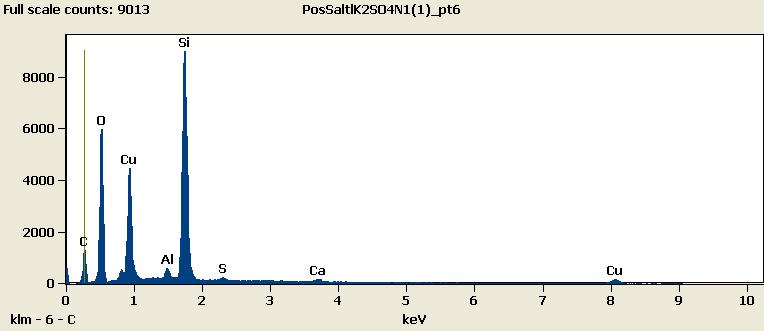 Full scale counts: 9013 PosSaltlK2SO4N1(1)_pt6
Si
8000
O
6000
Cu
4000
2000
C
Al
S
Ca
Cu
0
0 1 2 3 4 5 6 7 8 9 10
klm - 6 - C keV